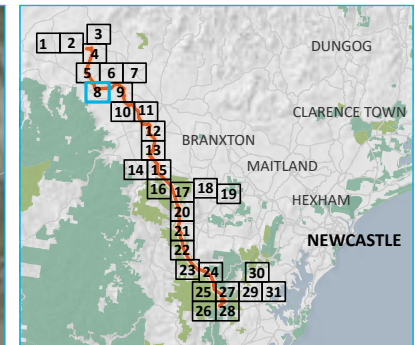 3
1 2
DUNGOG
4
5 6 7
8 9
10 11
CLARENCE TOWN
12
BRANXTON
13
MAITLAND
14 15
16 17 18 19
HEXHAM
20
21
NEWCASTLE
22
23 24 30
25 27 29 31
26 28